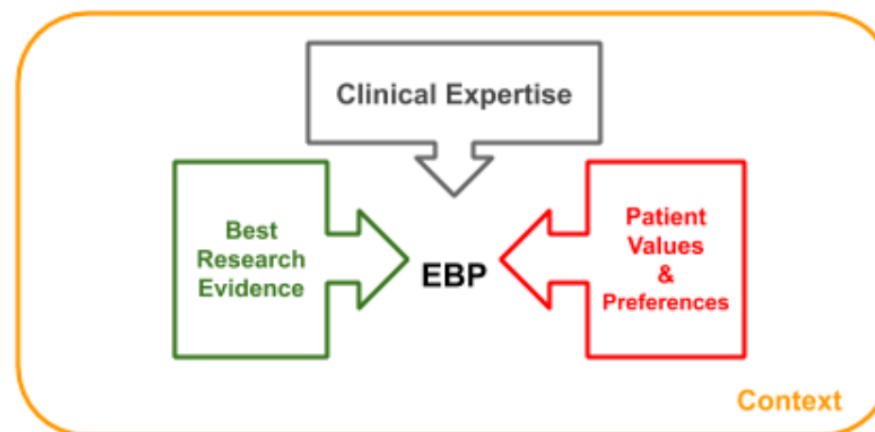 Clinical Expertise
Best
Research
Evidence
EBP
Patient
Values
&
Preferences
Context